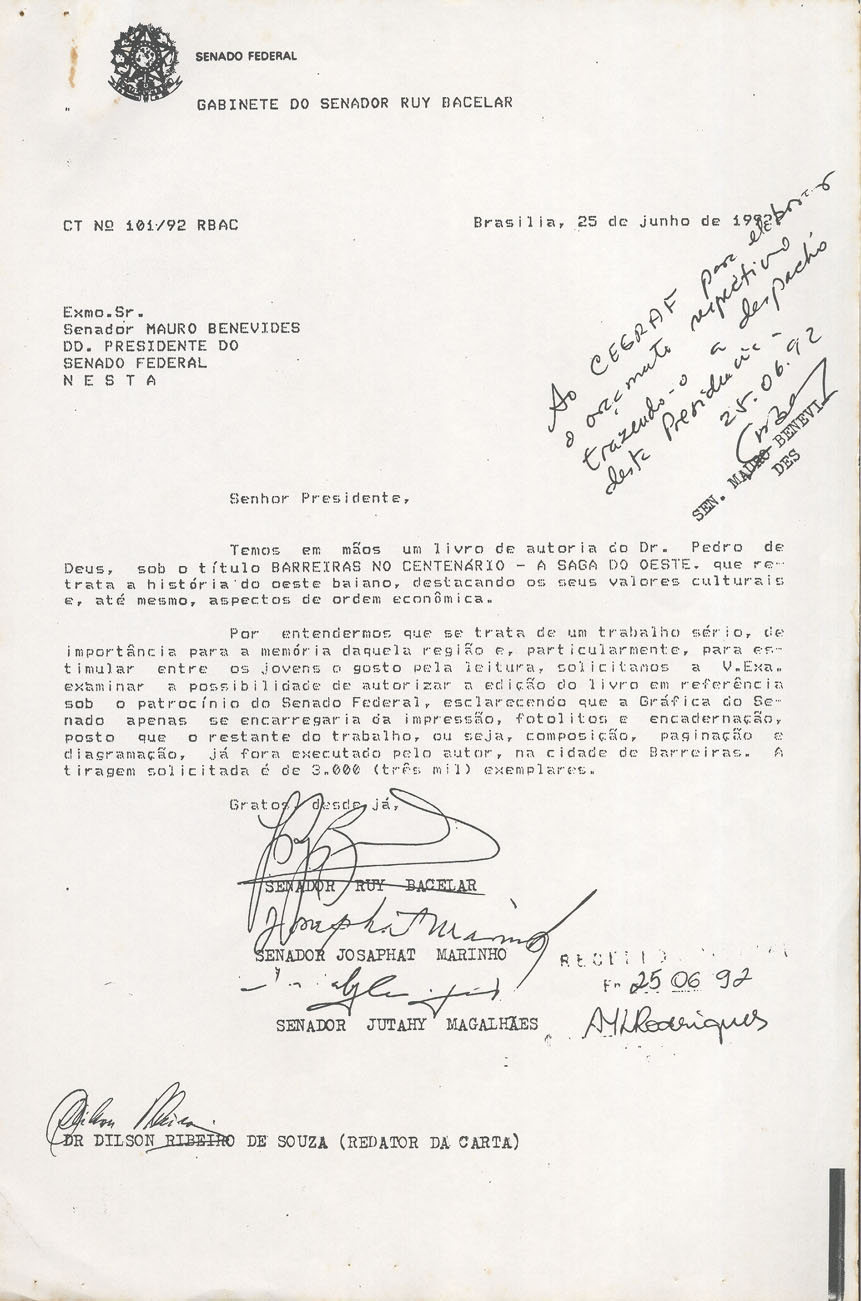 SENADO FEDERAL
GABINETE DO SENADOR RUY BACELAR
CT Nº 101/92 RBAC
Brasilia, 25 de junho de 1992
Ao CEGRAF para elaborar
o orçamento respectivo
trazendo-o a despacho
desta Presidência -
25.06.92
SEN. MAURO BENEVI
DES
Exmo.Sr.
Senador MAURO BENEVIDES
DD. PRESIDENTE DO
SENADO FEDERAL
N E S T A
Senhor Presidente,
Temos em mãos um livro de autoria do Dr. Pedro de
Deus, sob o título BARREIRAS NO CENTENÁRIO - A SAGA DO OESTE. que re-
trata a história do oeste baiano, destacando os seus valores culturais
e, até mesmo, aspectos de ordem econômica.
Por entendermos que se trata de um trabalho sério, de
importância para a memória daquela região e, particularmente, para es-
timular entre os jovens o gosto pela leitura, solicitamos a V.Exa.
examinar a possibilidade de autorizar a edição do livro em referência
sob o patrocínio do Senado Federal, esclarecendo que a Gráfica do Se-
nado apenas se encarregaria da impressão, fotolitos e encadernação,
posto que o restante do trabalho, ou seja, composição, paginação e
diagramação, já fora executado pelo autor, na cidade de Barreiras. A
tiragem solicitada é de 3.000 (três mil) exemplares.
Gratos, desde já,
SENADOR RUY BACELAR
Josaphat Marinho
SENADOR JOSAPHAT MARINHO
SENADOR JUTAHY MAGALHÃES
25 06 92
AMLRodrigues
Dilson Ribeiro
DR DILSON RIBEIRO DE SOUZA (REDATOR DA CARTA)